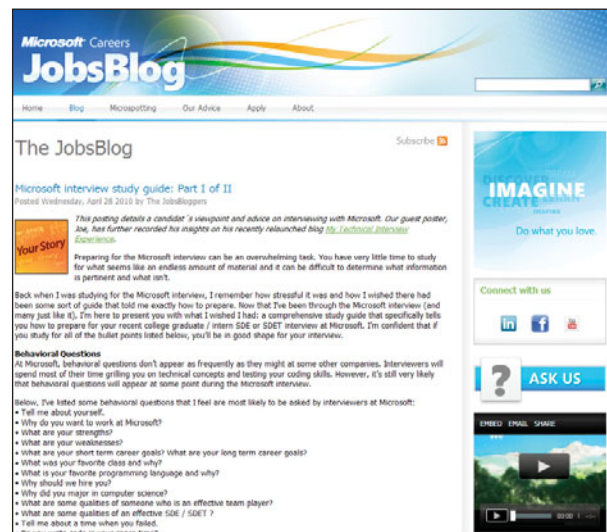 Microsoft Careers
JobsBlog
Home Blog Microspotting Our Advice Apply About
The JobsBlog
Subscribe
Microsoft interview study guide: Part I of II
Posted Wednesday, April 28 2010 by The JobsBloggers
Your Story
This posting details a candidate´s viewpoint and advice on interviewing with Microsoft. Our guest poster,
Joe, has further recorded his insights on his recently relaunched blog My Technical Interview
Experience.
Preparing for the Microsoft interview can be an overwhelming task. You have very little time to study
for what seems like an endless amount of material and it can be difficult to determine what information
is pertinent and what isn't.
Back when I was studying for the Microsoft interview, I remember how stressful it was and how I wished there had
been some sort of guide that told me exactly how to prepare. Now that I've been through the Microsoft interview (and
many just like it), I'm here to present you with what I wished I had: a comprehensive study guide that specifically tells
you how to prepare for your recent college graduate / intern SDE or SDET interview at Microsoft. I'm confident that if
you study for all of the bullet points listed below, you'll be in good shape for your interview.
Behavioral Questions
At Microsoft, behavioral questions don't appear as frequently as they might at some other companies. Interviewers will
spend most of their time grilling you on technical concepts and testing your coding skills. However, it's still very likely
that behavioral questions will appear at some point during the Microsoft interview.
Below, I've listed some behavioral questions that I feel are most likely to be asked by interviewers at Microsoft:
• Tell me about yourself.
• Why do you want to work at Microsoft?
• What are your strengths?
• What are your weaknesses?
• What are your short term career goals? What are your long term career goals?
• What was your favorite class and why?
• What is your favorite programming language and why?
• Why should we hire you?
• Why did you major in computer science?
• What are some qualities of someone who is an effective team player?
• What are some qualities of an effective SDE / SDET ?
• Tell me about a time when you failed.
DISCOVER
IMAGINE
CREATE
Do what you love.
Connect with us
in f
? ASK US
EMBED EMAIL SHARE
00:00